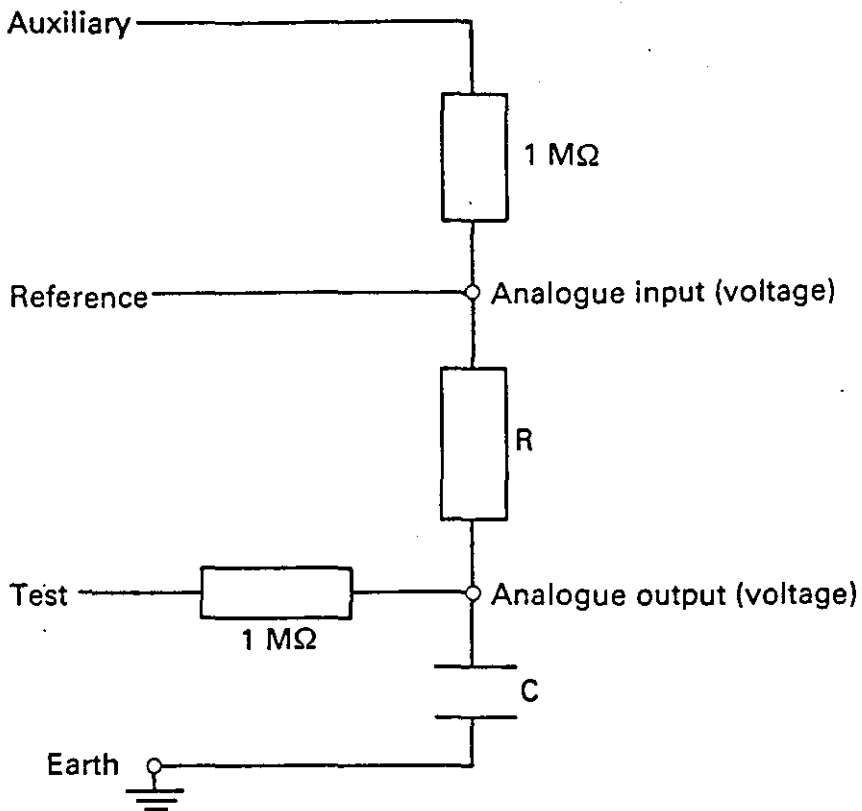 Auxiliary
1 MΩ
Reference
Analogue input (voltage)
R
Test
1 MΩ
Analogue output (voltage)
C
Earth